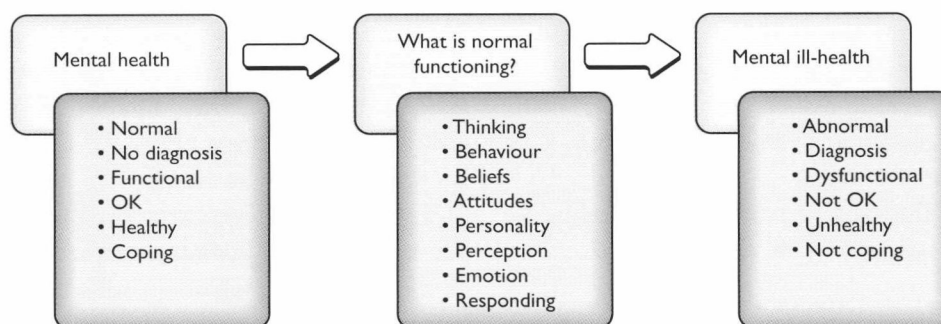 Mental health
• Normal
• No diagnosis
• Functional
• OK
• Healthy
• Coping
What is normal
functioning?
• Thinking
• Behaviour
• Beliefs
• Attitudes
• Personality
• Perception
• Emotion
• Responding
Mental ill-health
• Abnormal
• Diagnosis
• Dysfunctional
• Not OK
• Unhealthy
• Not coping